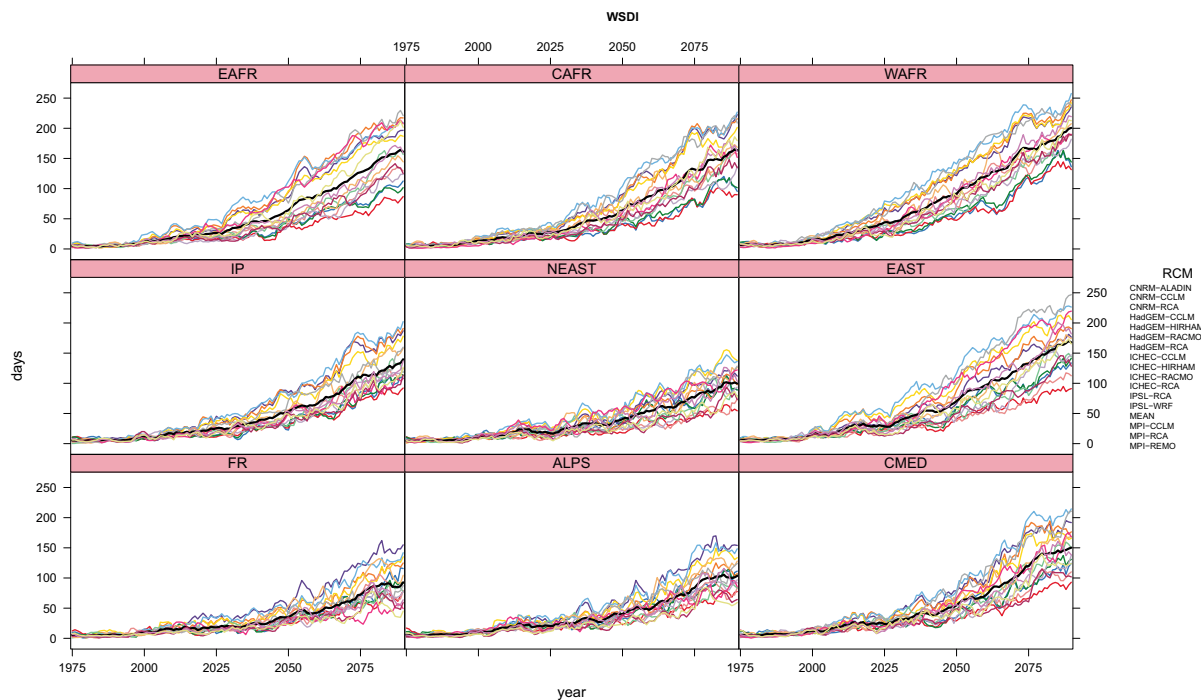 WSDI
1975 2000 2025 2050 2075
EAFR CAFR WAFR
250
200
150
100
50
0
IP NEAST EAST
250
200
150
100
50
0
FR ALPS CMED
250
200
150
100
50
0
1975 2000 2025 2050 2075
1975 2000 2025 2050 2075
days
year
RCM
CNRM−ALADIN
CNRM−CCLM
CNRM−RCA
HadGEM−CCLM
HadGEM−HIRHAM
HadGEM−RACMO
HadGEM−RCA
ICHEC−CCLM
ICHEC−HIRHAM
ICHEC−RACMO
ICHEC−RCA
IPSL−RCA
IPSL−WRF
MEAN
MPI−CCLM
MPI−RCA
MPI−REMO